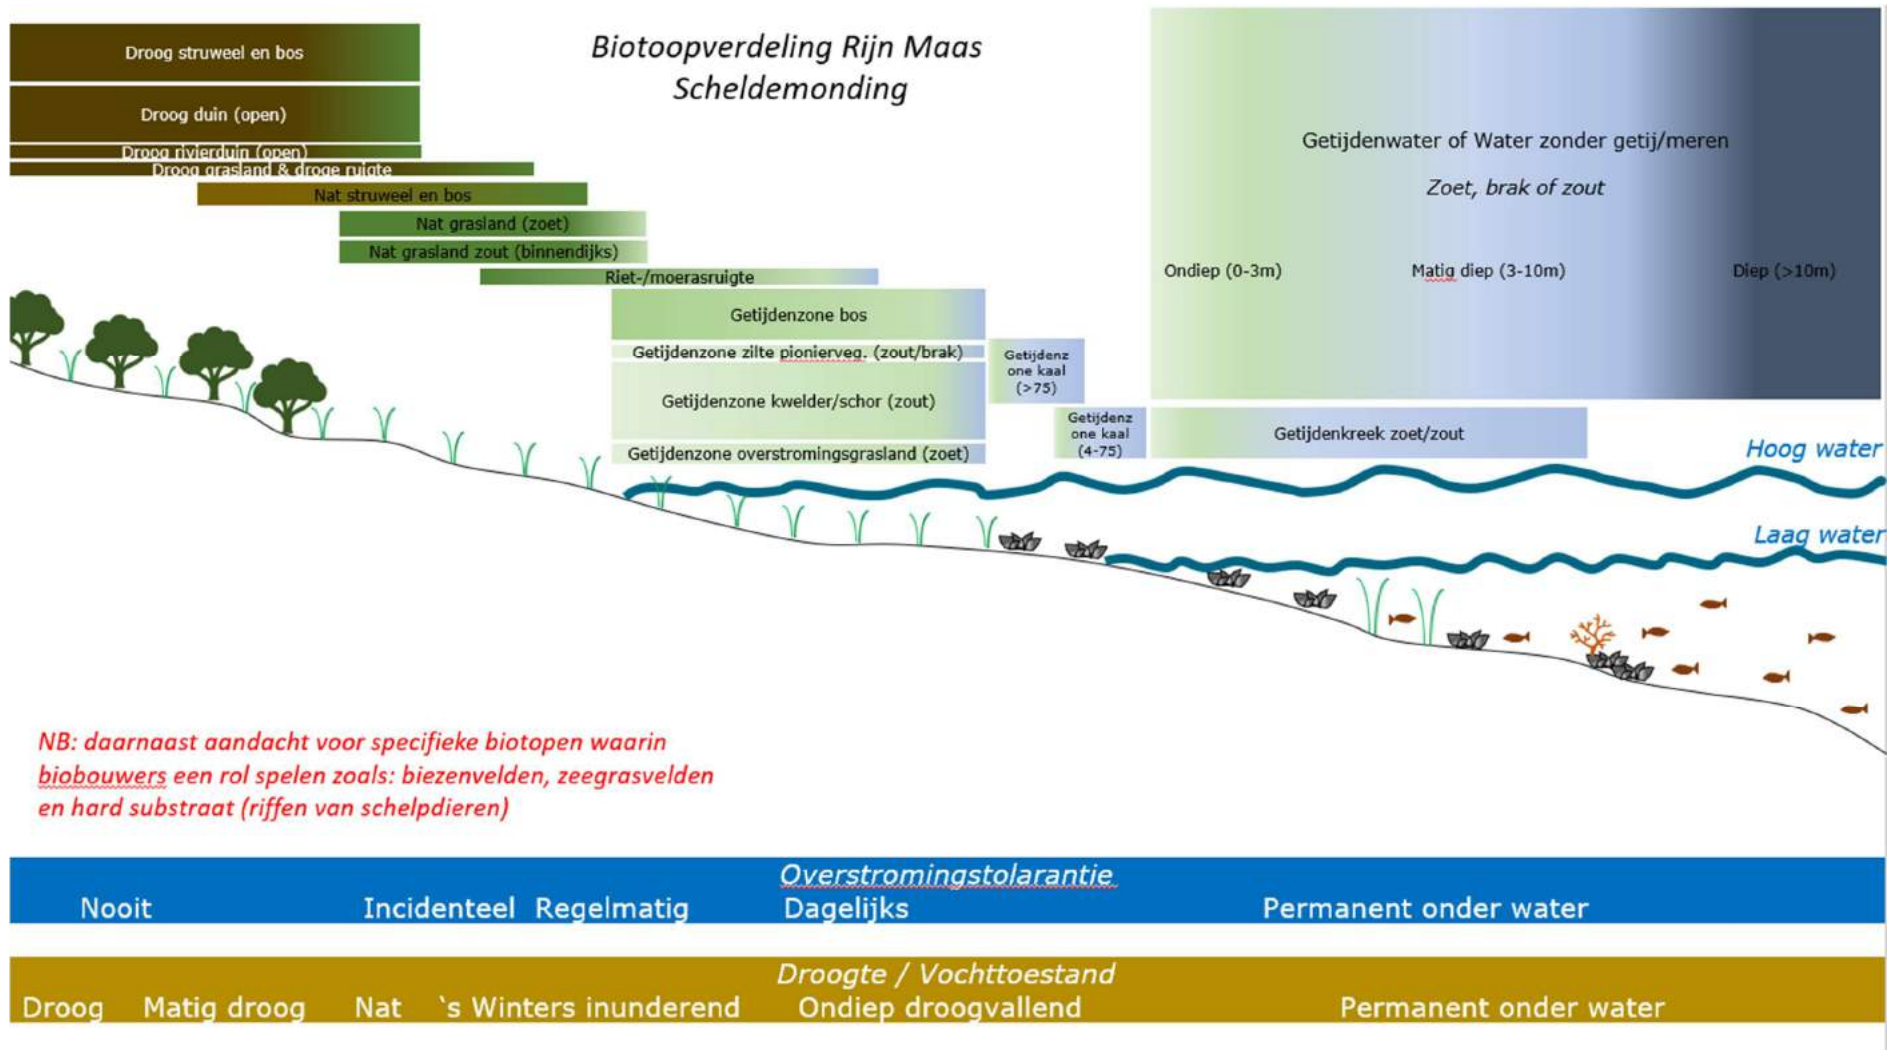 Biotoopverdeling Rijn Maas
Scheldemonding
Droog struweel en bos
Droog duin (open)
Droog rivierduin (open)
Droog grasland & droge ruigte
Nat struweel en bos
Nat grasland (zoet)
Nat grasland zout (binnendijks)
Riet-/moerasruigte
Getijdenzone bos
Getijdenzone zilte pionierveg. (zout/brak)
Getijdenzone kwelder/schor (zout)
Getijdenzone overstromingsgrasland (zoet)
Getijdenz
one kaal
(>75)
Getijdenz
one kaal
(4-75)
Getijdenwater of Water zonder getij/meren
Zoet, brak of zout
Ondiep (0-3m) Matig diep (3-10m) Diep (>10m)
Getijdenkreek zoet/zout
Hoog water
Laag water
NB: daarnaast aandacht voor specifieke biotopen waarin
biobouwers een rol spelen zoals: biezenvelden, zeegrasvelden
en hard substraat (riffen van schelpdieren)
Overstromingstolarantie
Nooit Incidenteel Regelmatig Dagelijks Permanent onder water
Droogte / Vochttoestand
Droog Matig droog Nat 's Winters inunderend Ondiep droogvallend Permanent onder water